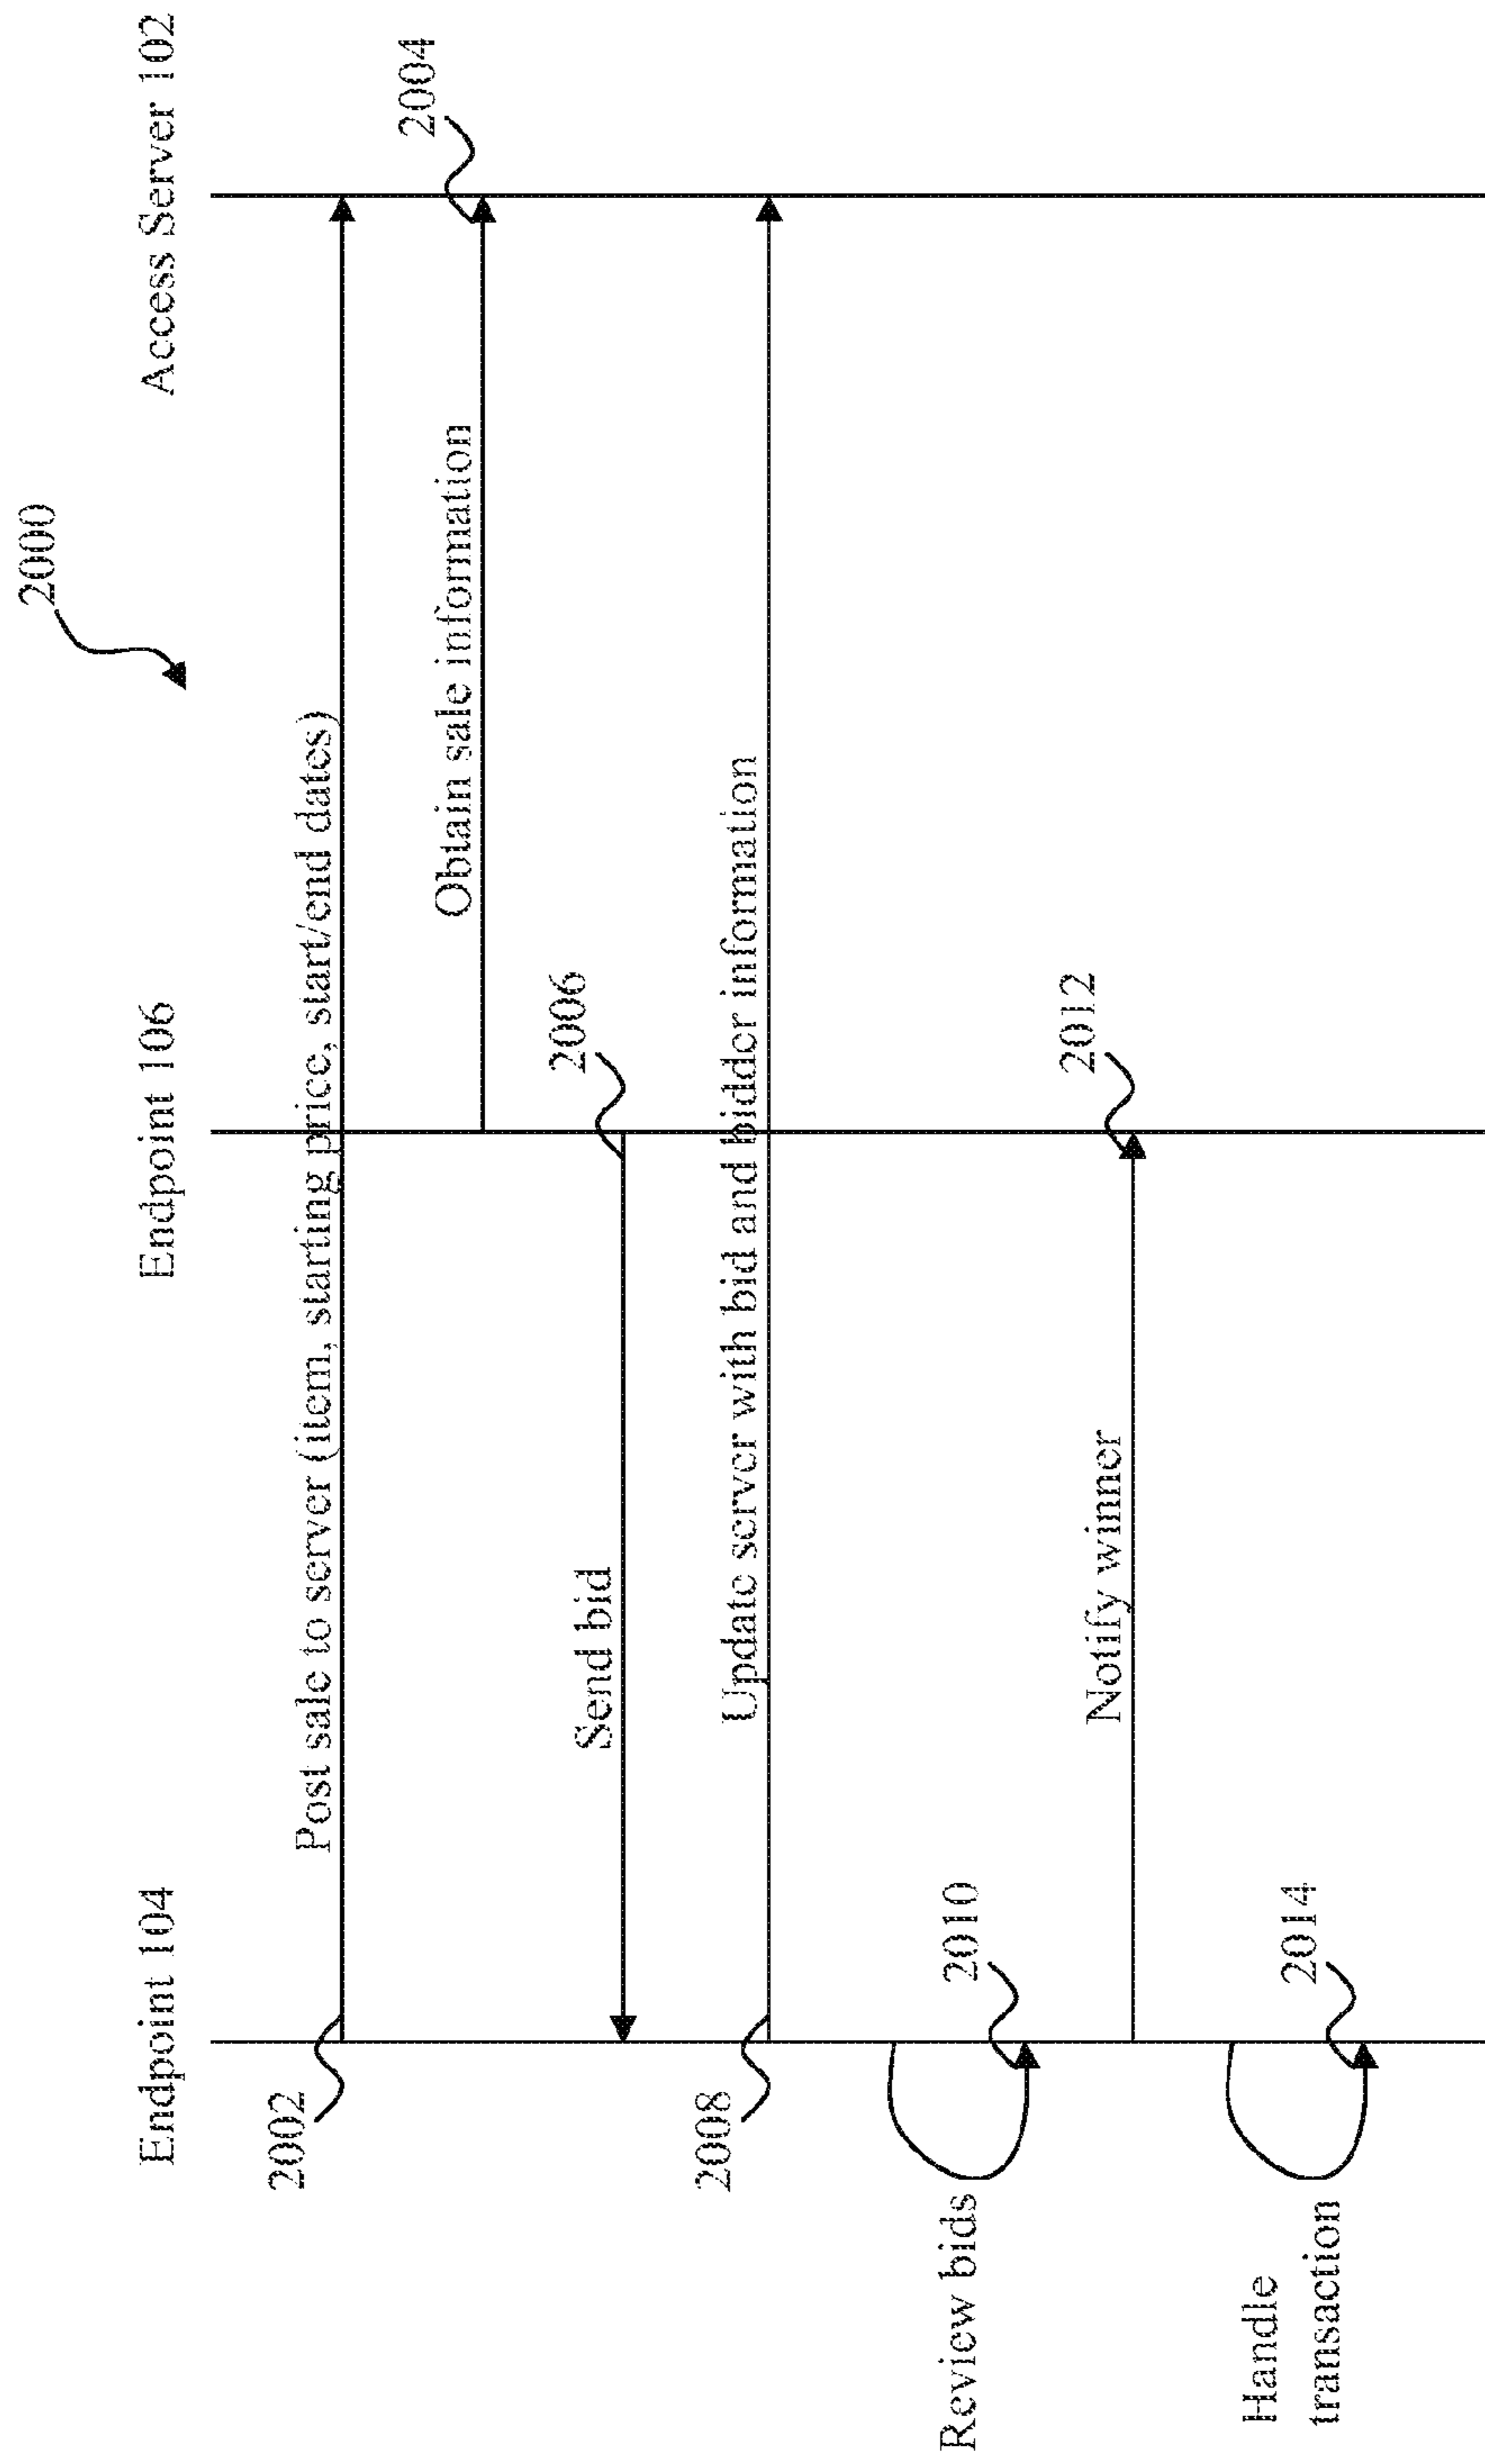 2000
Endpoint 104
Endpoint 106
Access Server 102
2002
Post sale to server (item, starting price, start/end dates)
2004
Obtain sale information
2006
Send bid
2008
Update server with bid and bidder information
2010
Review bids
2012
Notify winner
2014
Handle
transaction